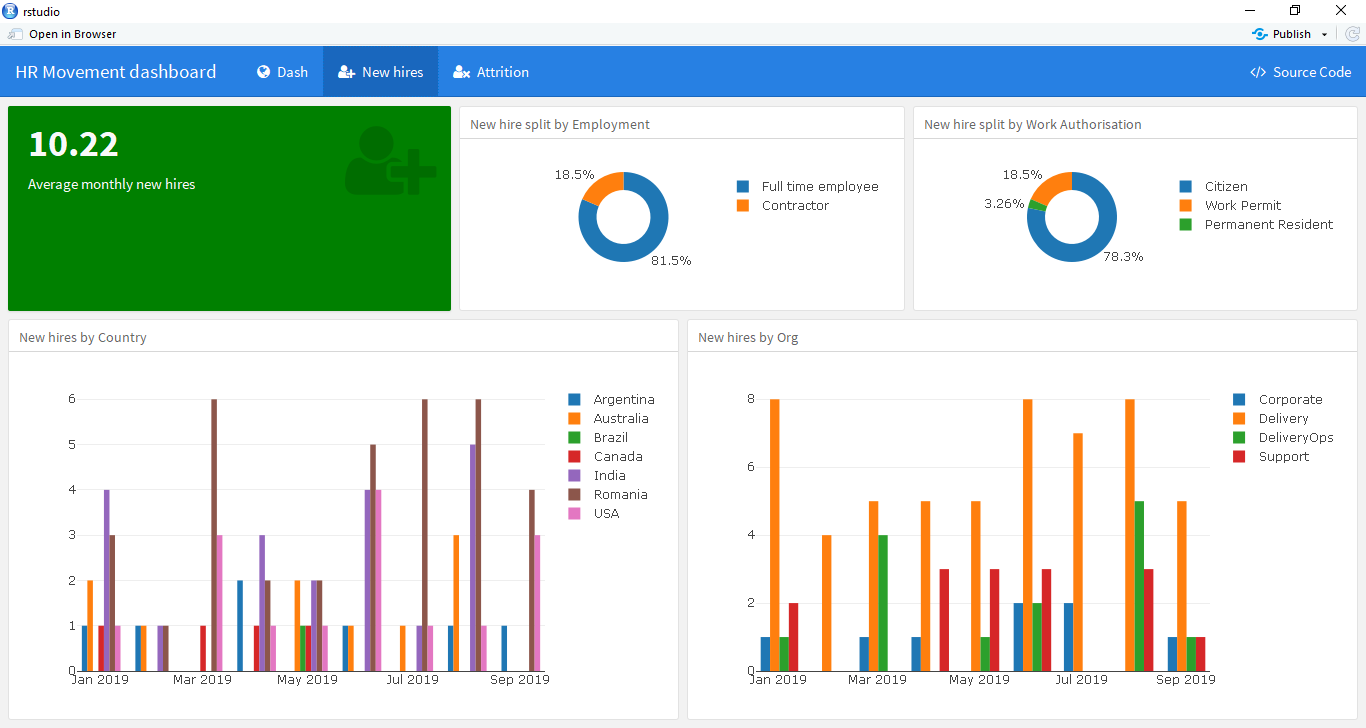 rstudio
Open in Browser
Publish
HR Movement dashboard
Dash
New hires
Attrition
Source Code
10.22
Average monthly new hires
New hire split by Employment
18.5%
81.5%
Full time employee
Contractor
New hire split by Work Authorisation
18.5%
3.26%
78.3%
Citizen
Work Permit
Permanent Resident
New hires by Country
6
5
4
3
2
1
0
Jan 2019
Mar 2019
May 2019
Jul 2019
Sep 2019
Argentina
Australia
Brazil
Canada
India
Romania
USA
New hires by Org
8
6
4
2
0
Jan 2019
Mar 2019
May 2019
Jul 2019
Sep 2019
Corporate
Delivery
DeliveryOps
Support